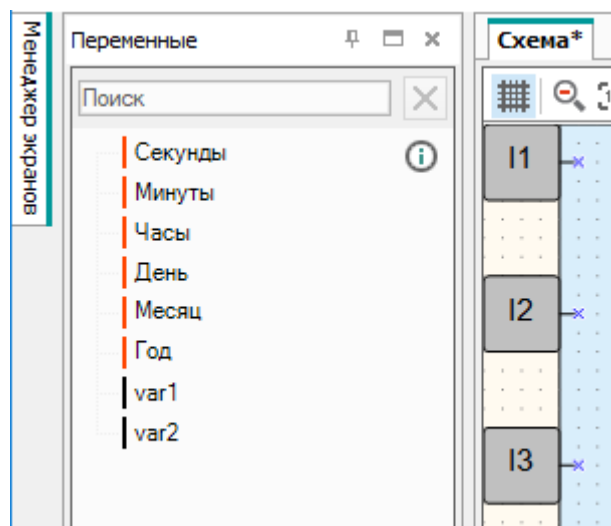 Менеджер экранов
Переменные
Поиск
Секунды
Минуты
Часы
День
Месяц
Год
var1
var2
Схема*
I1
I2
I3